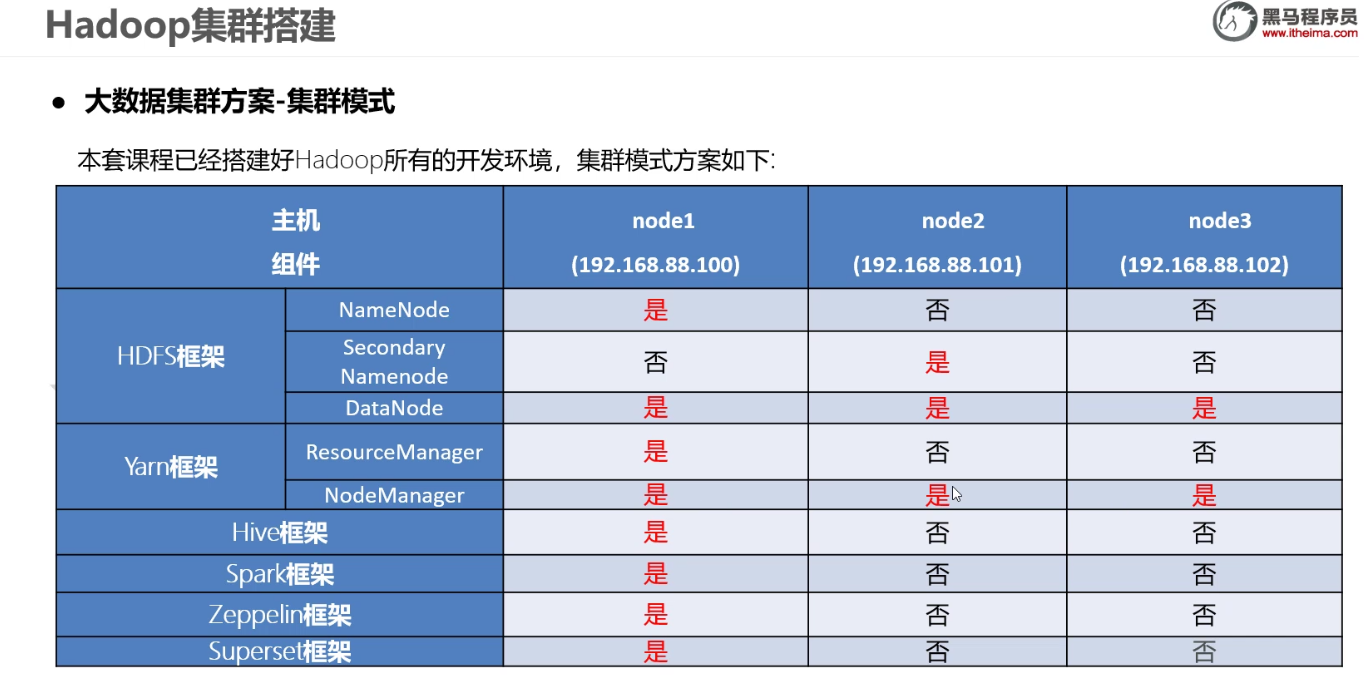 Hadoop集群搭建
黑马程序员
www.itheima.com
● 大数据集群方案-集群模式
本套课程已经搭建好Hadoop所有的开发环境，集群模式方案如下:
主机 node1 node2 node3
组件 (192.168.88.100) (192.168.88.101) (192.168.88.102)
HDFS框架 NameNode 是 否 否
Secondary
Namenode 否 是 否
DataNode 是 是 是
Yarn框架 ResourceManager 是 否 否
NodeManager 是 是 是
Hive框架 是 否 否
Spark框架 是 否 否
Zeppelin框架 是 否 否
Superset框架 是 否 否